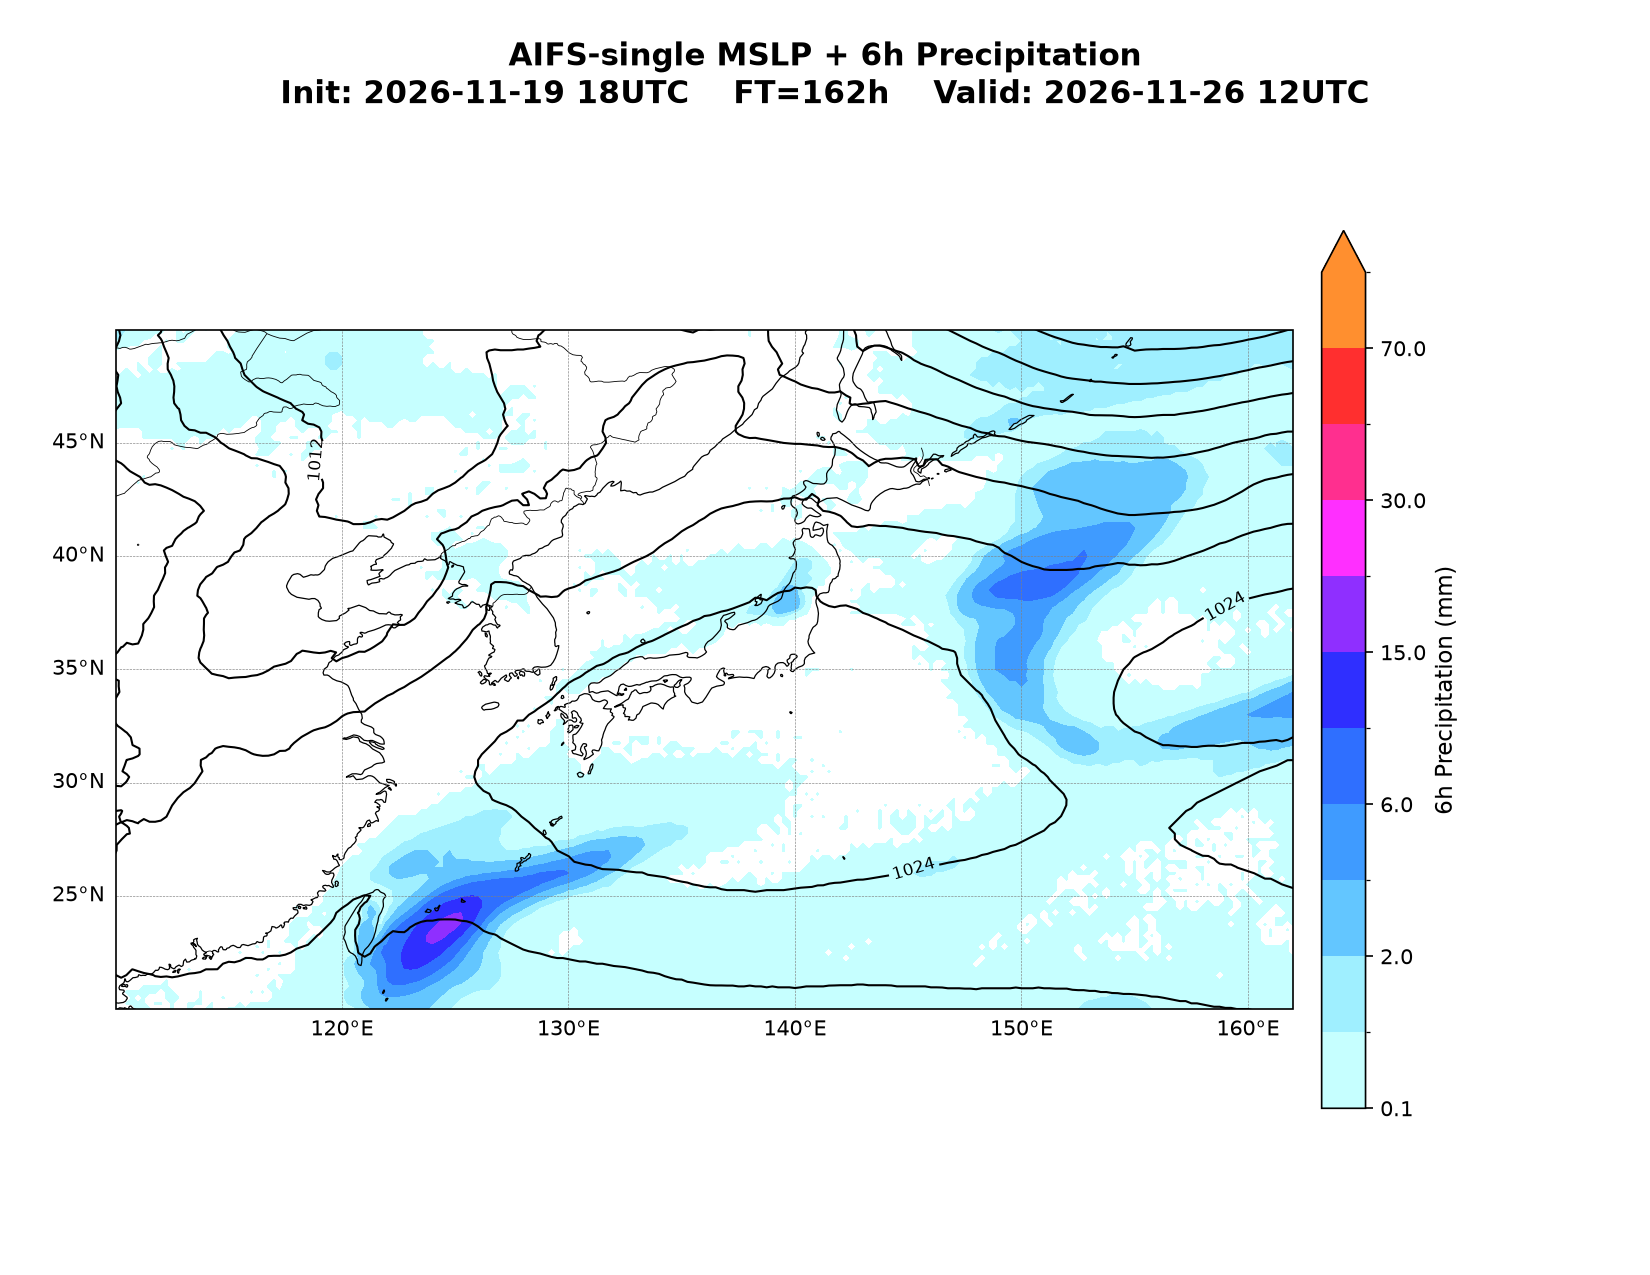 AIFS-single MSLP + 6h Precipitation
Init: 2026-11-19 18UTC    FT=162h    Valid: 2026-11-26 12UTC
70.0
30.0
15.0
6.0
2.0
0.1
6h Precipitation (mm)
45°N
40°N
35°N
30°N
25°N
1012
1024
1024
120°E
130°E
140°E
150°E
160°E